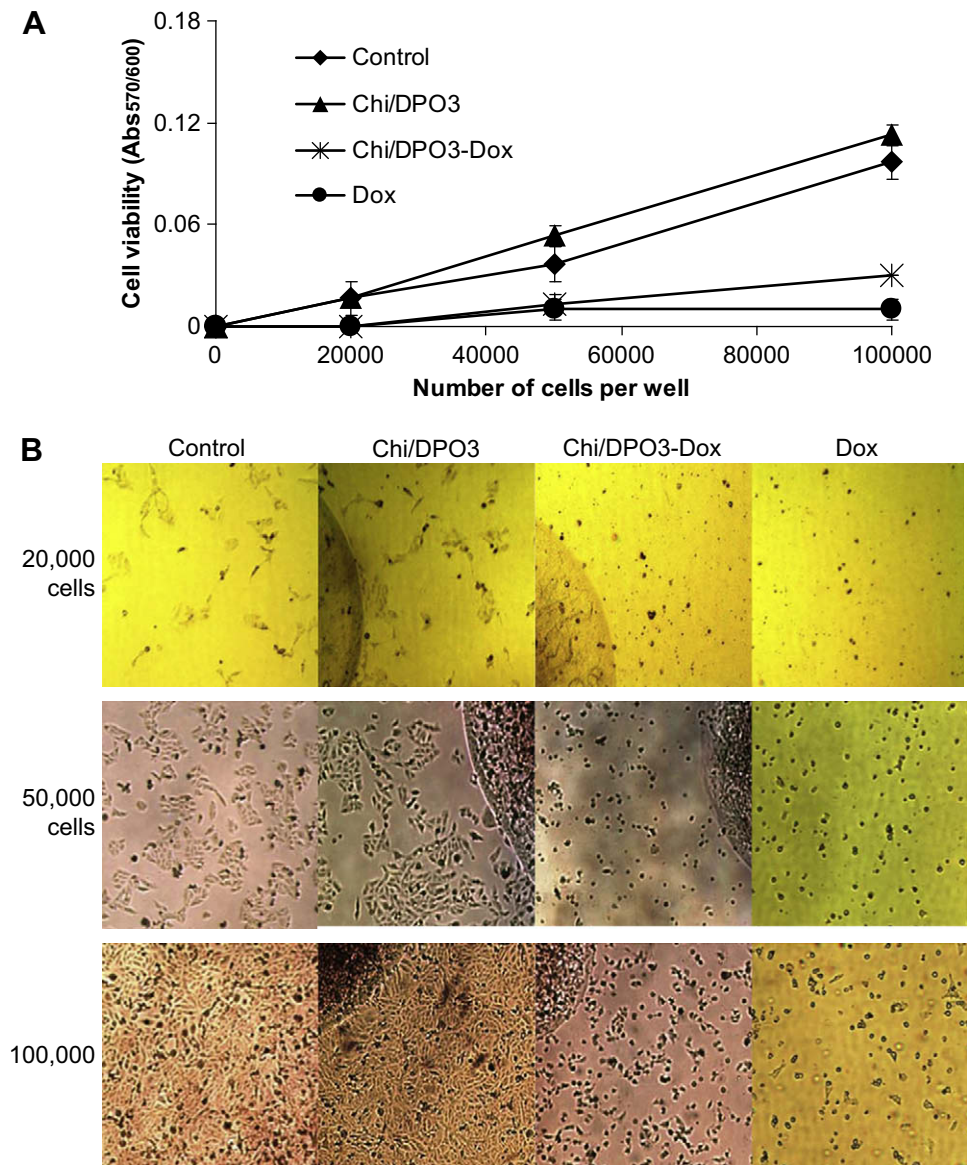 A
Cell viability (Abs570/600)
0.18
0.12
0.06
0
Control
Chi/DPO3
Chi/DPO3-Dox
Dox
0 20000 40000 60000 80000 100000
Number of cells per well
B
Control Chi/DPO3 Chi/DPO3-Dox Dox
20,000
cells
50,000
cells
100,000